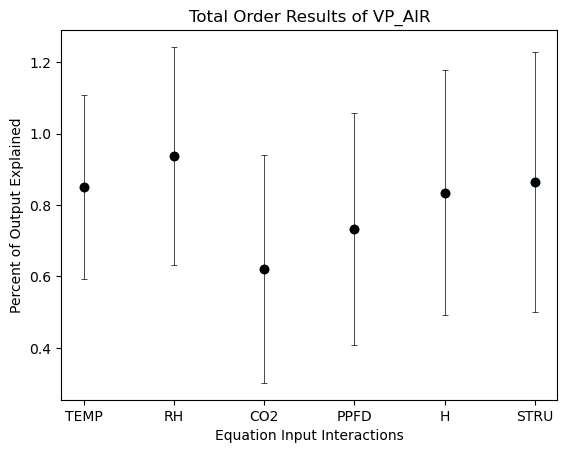 Total Order Results of VP_AIR
Percent of Output Explained
1.2
1.0
0.8
0.6
0.4
TEMP RH CO2 PPFD H STRU
Equation Input Interactions